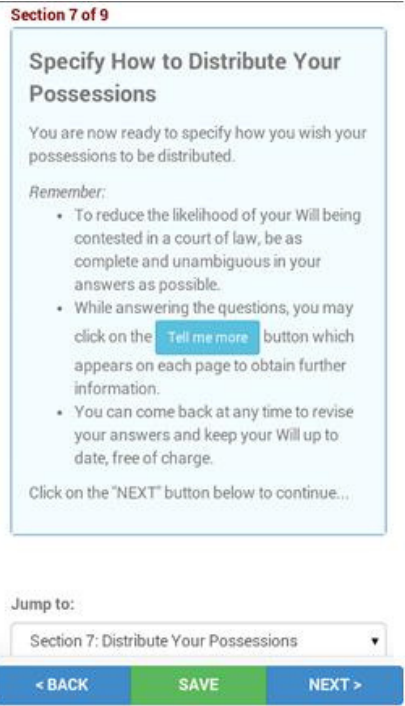 Section 7 of 9
Specify How to Distribute Your
Possessions
You are now ready to specify how you wish your
possessions to be distributed.
Remember:
• To reduce the likelihood of your Will being
contested in a court of law, be as
complete and unambiguous in your
answers as possible.
• While answering the questions, you may
click on the Tell me more button which
appears on each page to obtain further
information.
• You can come back at any time to revise
your answers and keep your Will up to
date, free of charge.
Click on the "NEXT" button below to continue...
Jump to:
Section 7: Distribute Your Possessions
< BACK SAVE NEXT >